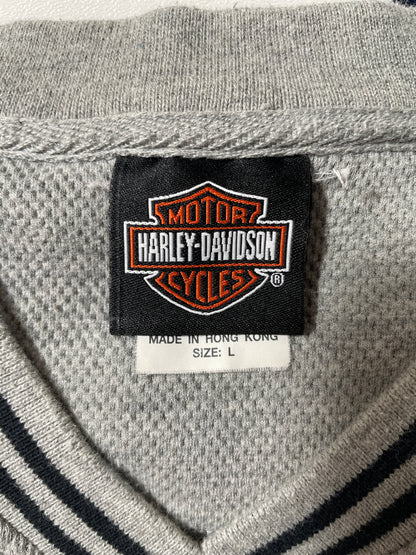 MOTOR
HARLEY-DAVIDSON
CYCLES
®
MADE IN HONG KONG
SIZE: L